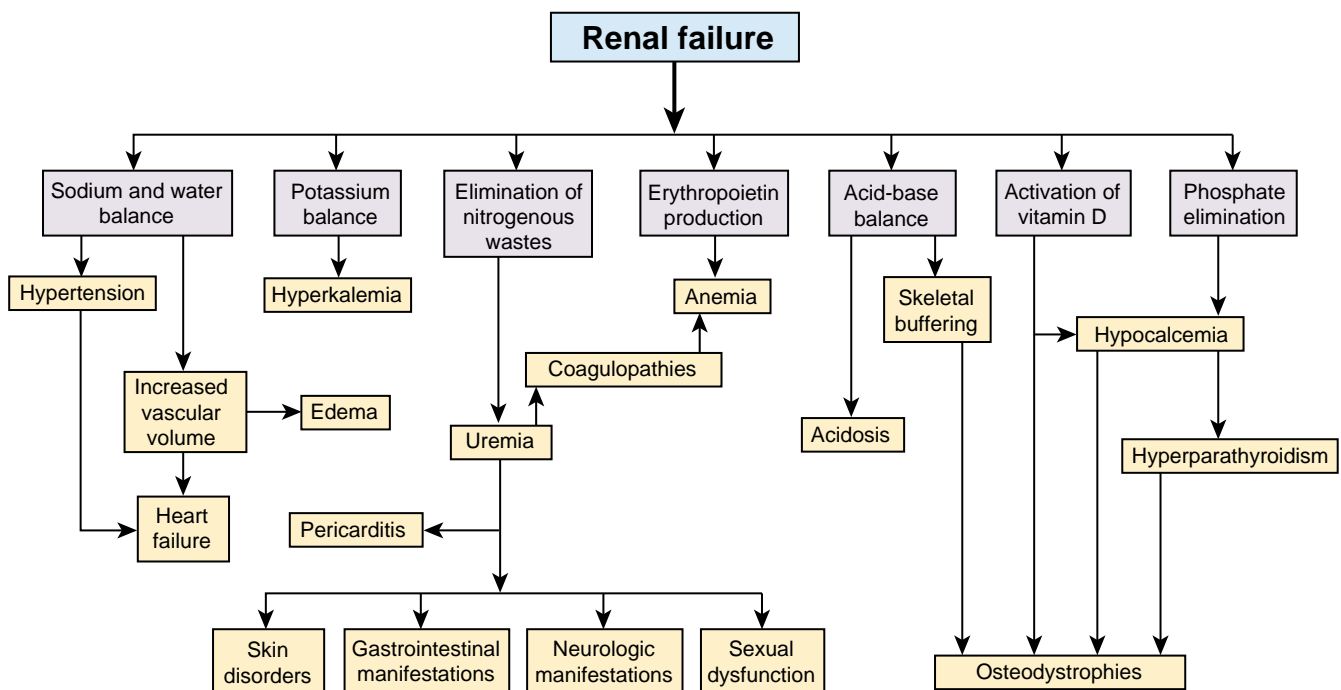 Renal failure
Sodium and water
balance
Potassium
balance
Elimination of
nitrogenous
wastes
Erythropoietin
production
Acid-base
balance
Activation of
vitamin D
Phosphate
elimination
Hypertension
Hyperkalemia
Anemia
Skeletal
buffering
Hypocalcemia
Coagulopathies
Increased
vascular
volume
Edema
Uremia
Acidosis
Hyperparathyroidism
Heart
failure
Pericarditis
Skin
disorders
Gastrointestinal
manifestations
Neurologic
manifestations
Sexual
dysfunction
Osteodystrophies